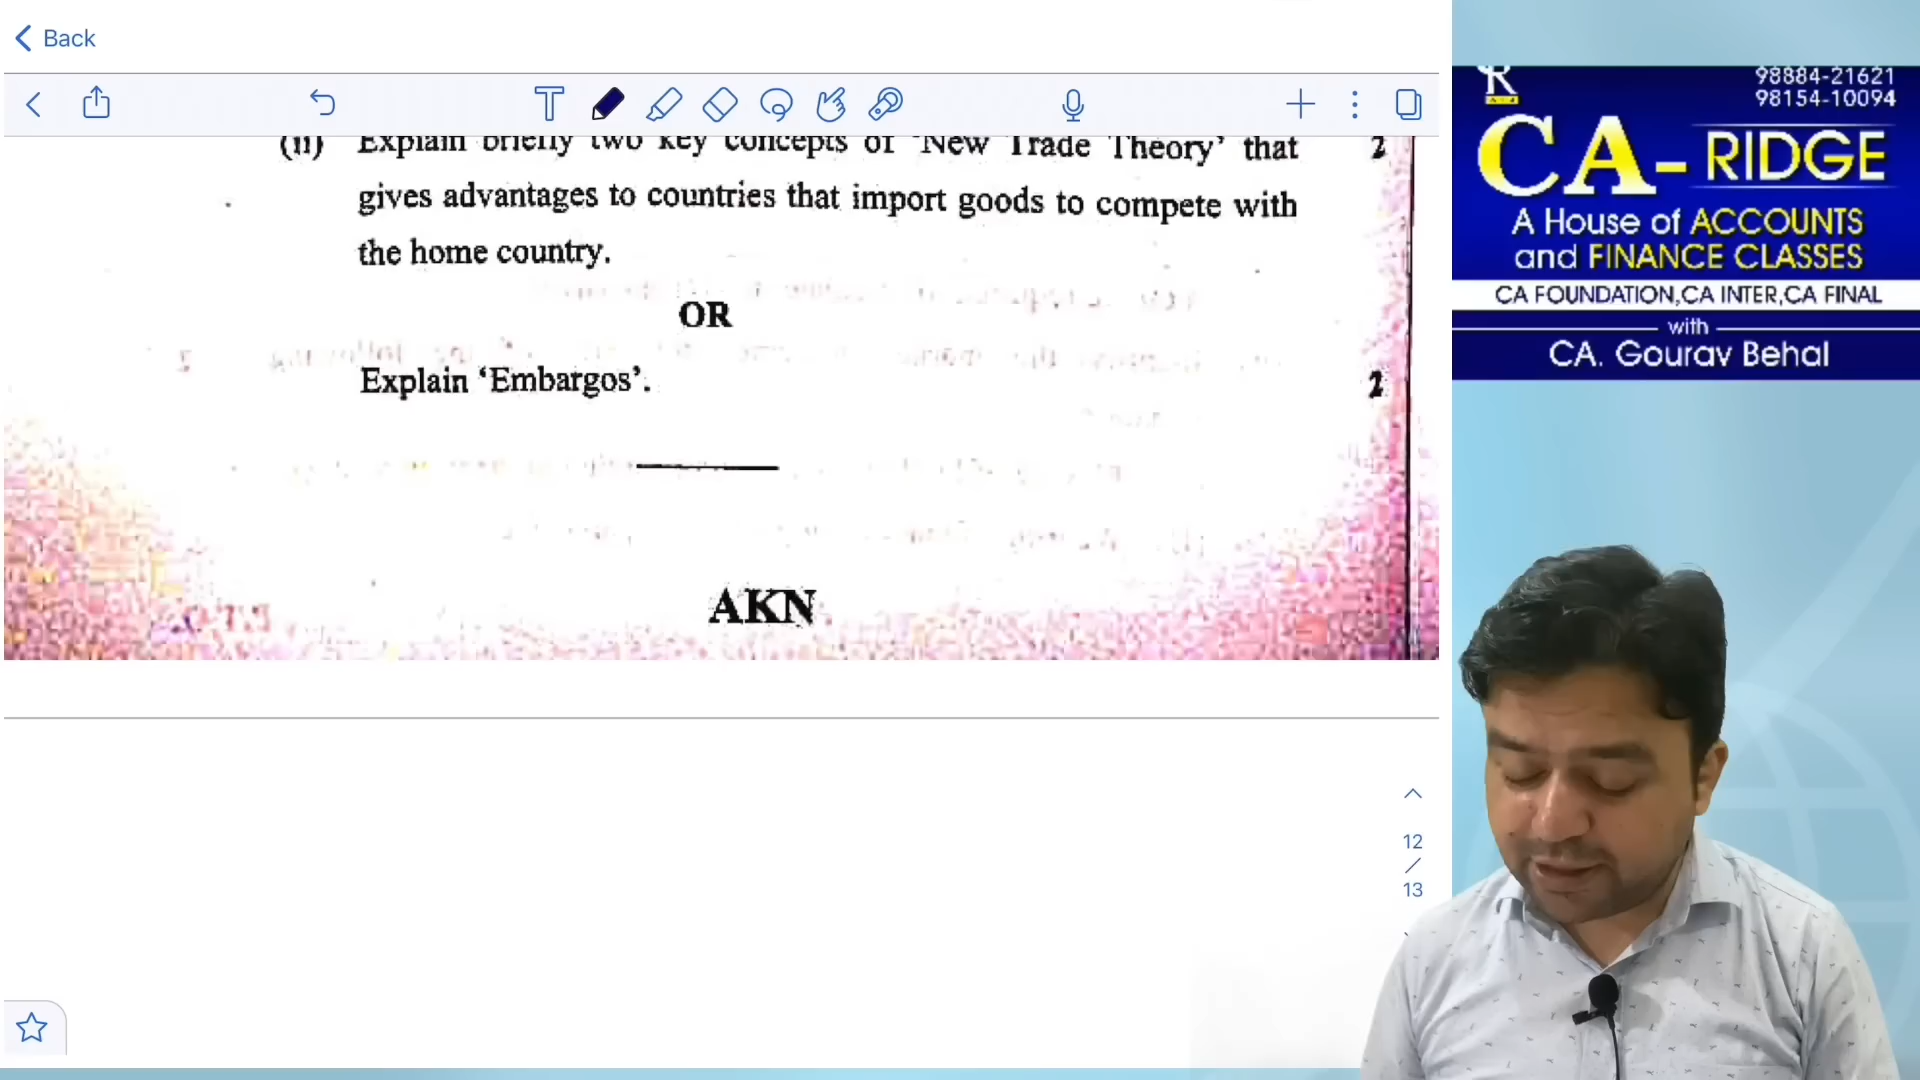 Back
(ii) Explain briefly two key concepts of ‘New Trade Theory’ that 2
gives advantages to countries that import goods to compete with
the home country.
OR
Explain ‘Embargos’. 2
AKN
12
/
13
R
98884-21621
98154-10094
CA-RIDGE
A House of ACCOUNTS
and FINANCE CLASSES
CA FOUNDATION,CA INTER,CA FINAL
with
CA. Gourav Behal